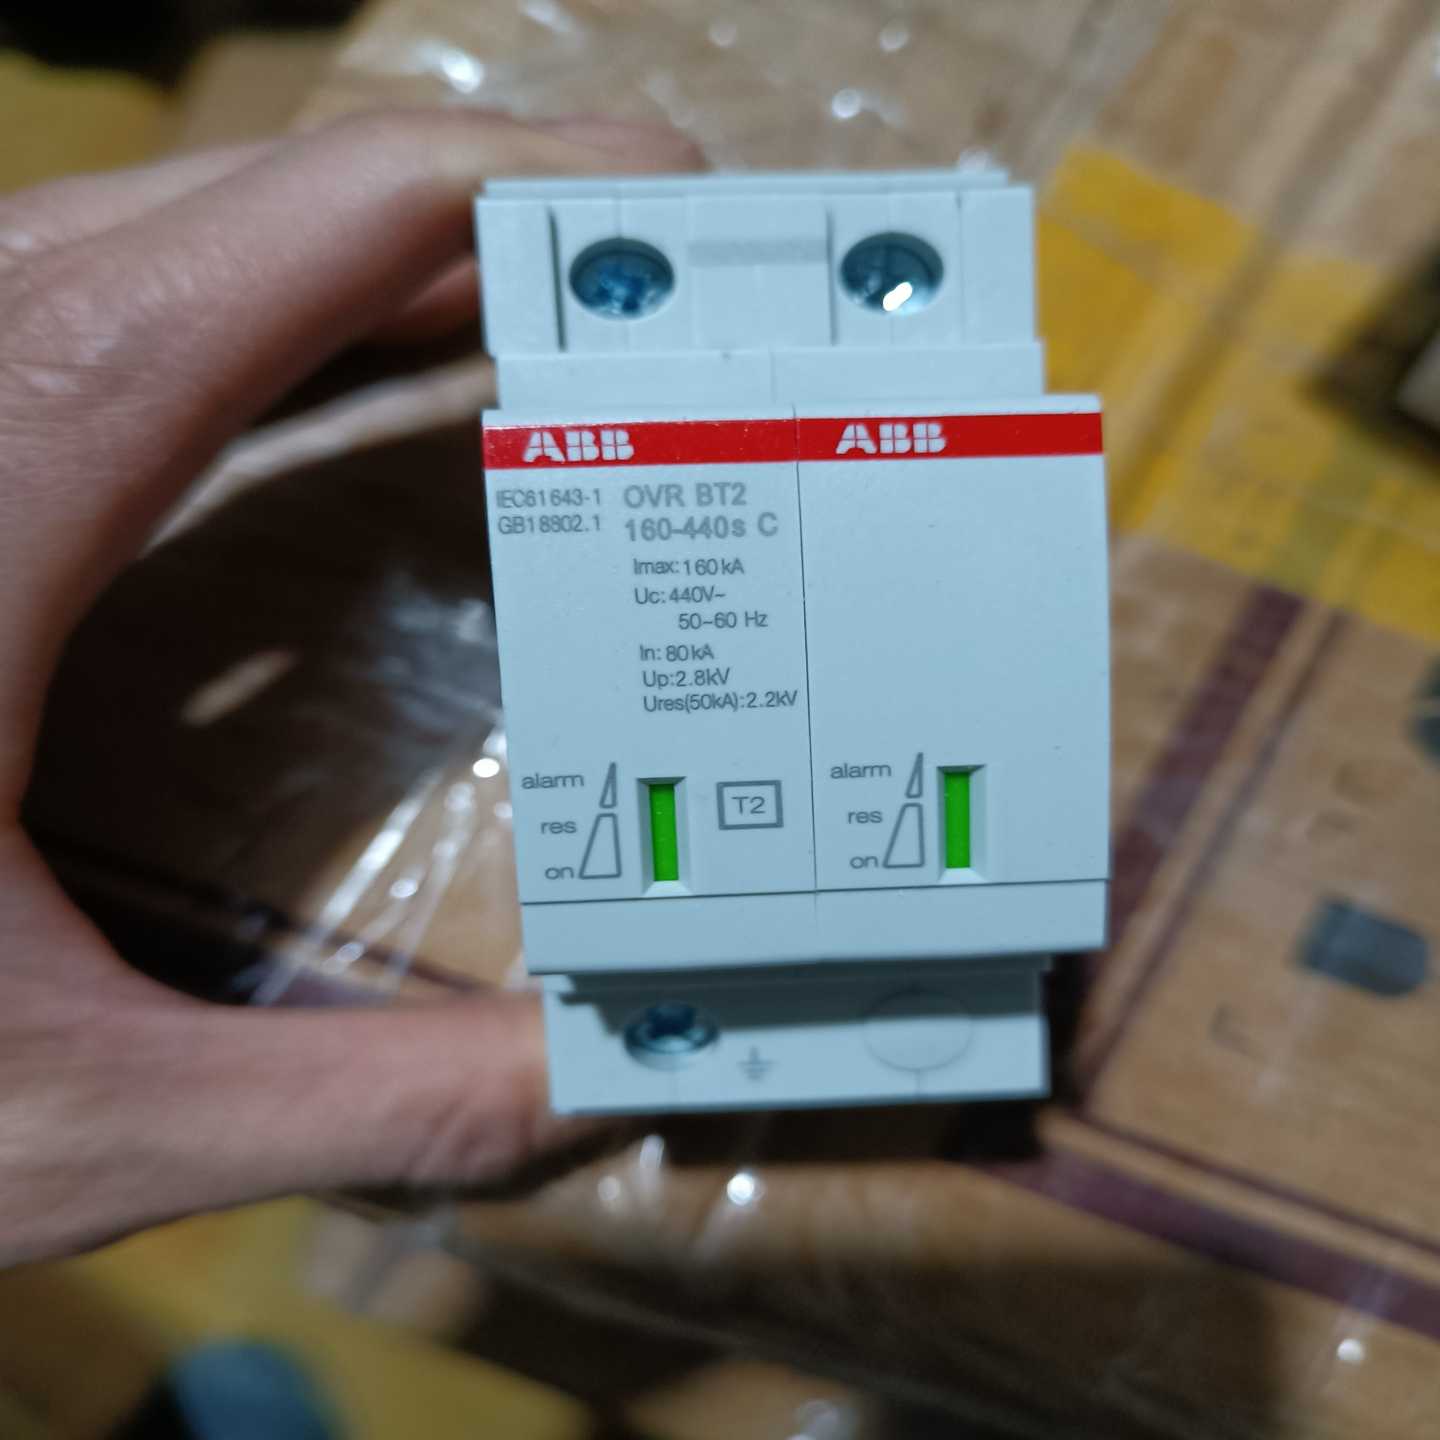 ABB ABB
IEC61643-1 OVR BT2
GB18802.1 160-440s C
Imax:160kA
Uc:440V~
50~60 Hz
In:80kA
Up:2.8kV
Ures(50kA):2.2kV
alarm
res
on
T2
alarm
res
on